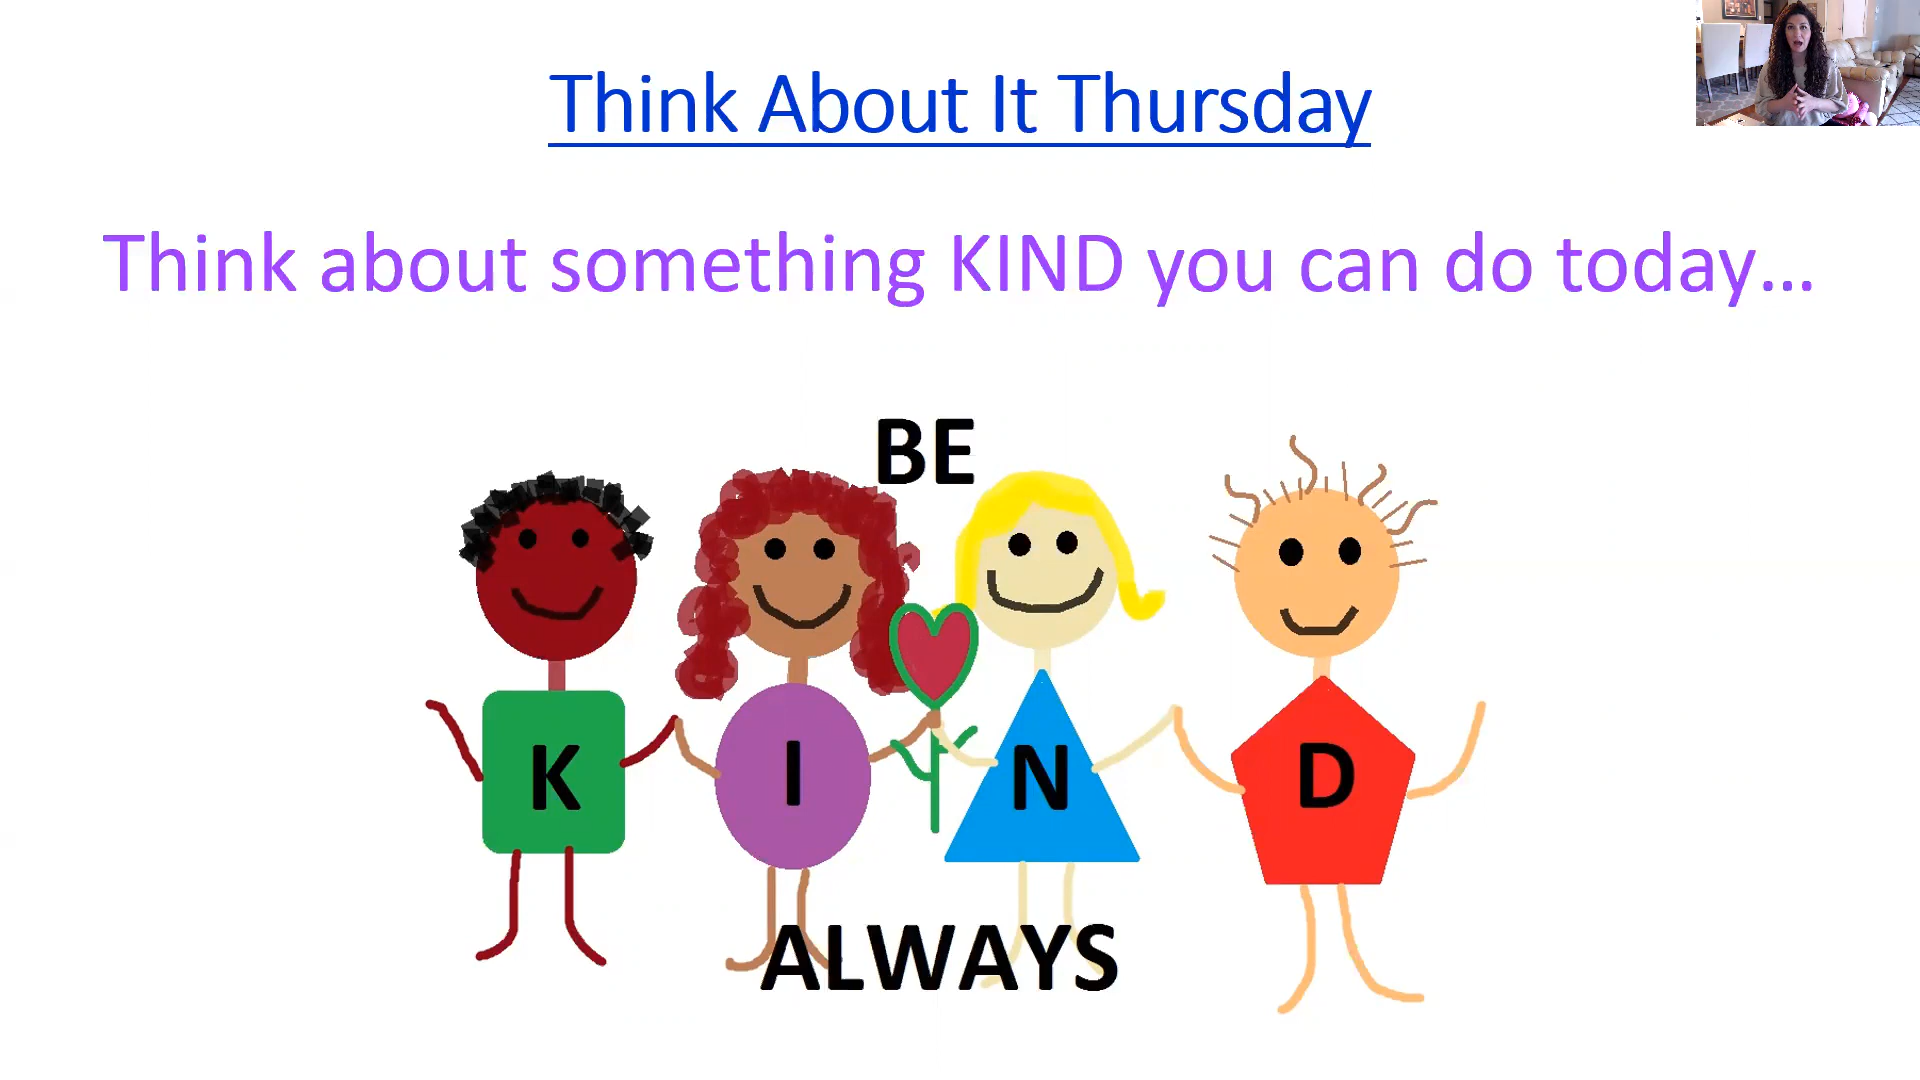 Think About It Thursday
Think about something KIND you can do today...
BE
K I N D
ALWAYS